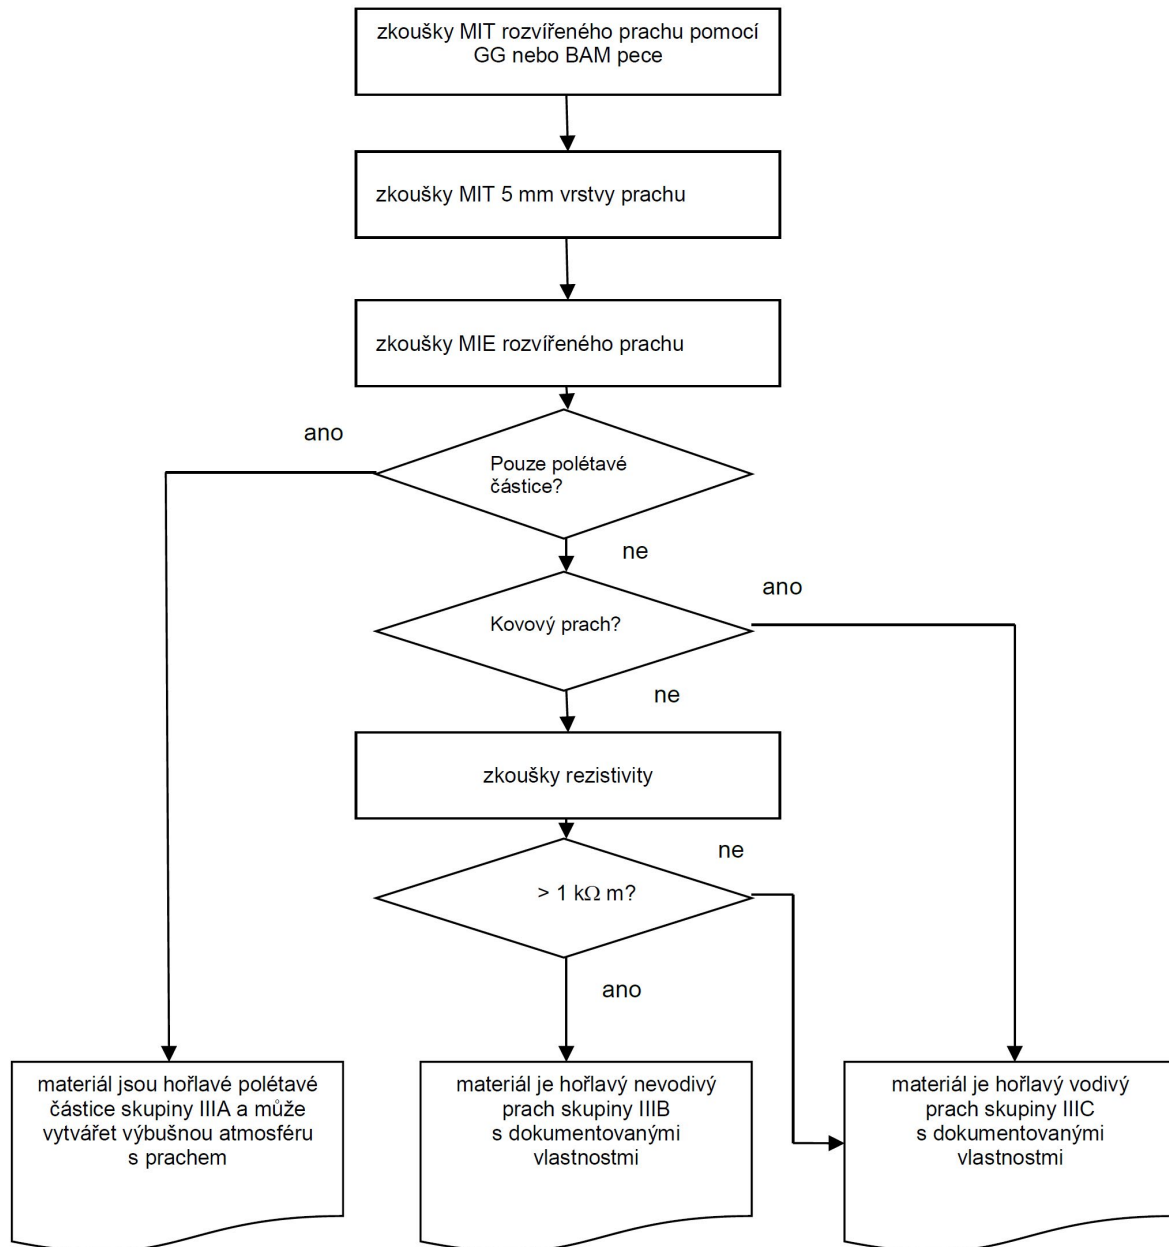 zkoušky MIT rozvířeného prachu pomocí
GG nebo BAM pece
zkoušky MIT 5 mm vrstvy prachu
zkoušky MIE rozvířeného prachu
ano
Pouze polétavé
částice?
ne
ano
Kovový prach?
ne
zkoušky rezistivity
ne
> 1 kΩ m?
ano
materiál jsou hořlavé polétavé
částice skupiny IIIA a může
vytvářet výbušnou atmosféru
s prachem
materiál je hořlavý nevodivý
prach skupiny IIIB
s dokumentovanými
vlastnostmi
materiál je hořlavý vodivý
prach skupiny IIIC
s dokumentovanými
vlastnostmi